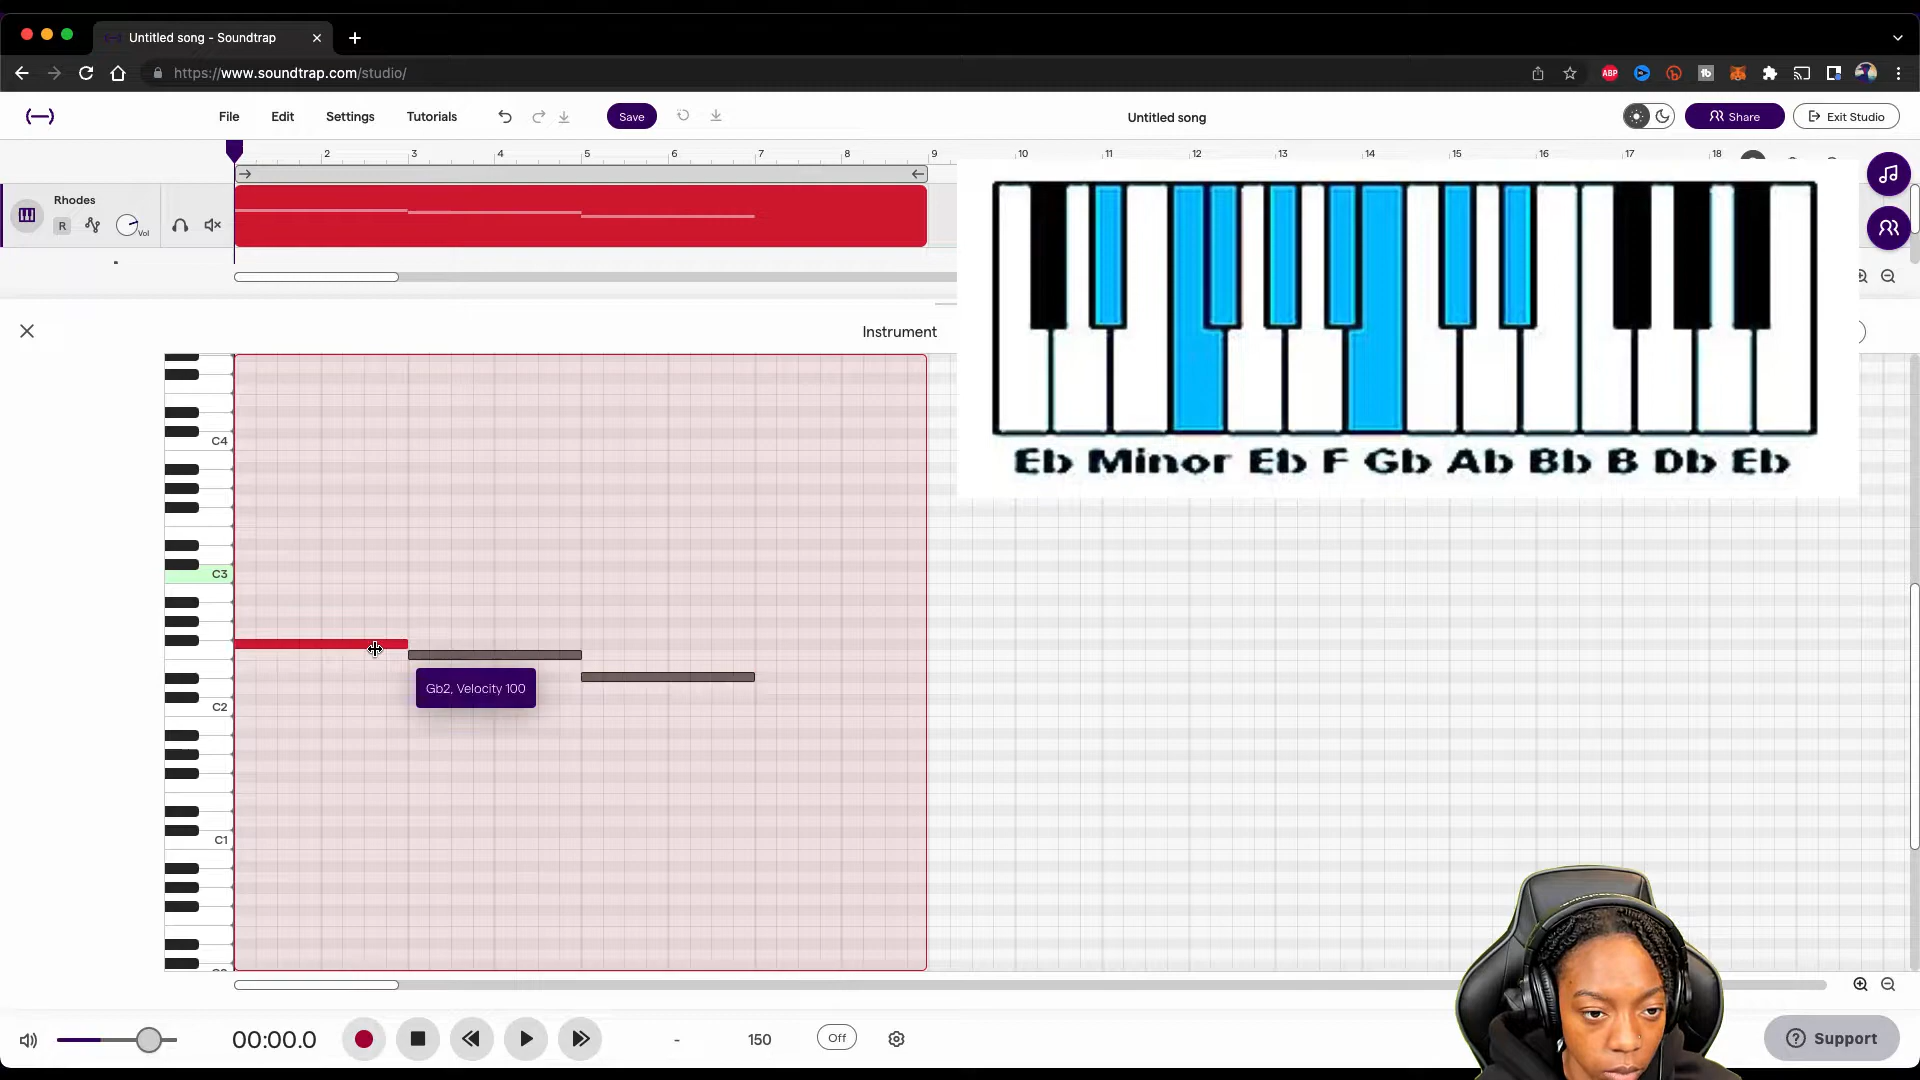 Untitled song - Soundtrap
https://www.soundtrap.com/studio/
ABP
tb
File Edit Settings Tutorials Save Untitled song Share Exit Studio
2 3 4 5 6 7 8 9 10 11 12 13 14 15 16 17 18
Rhodes
R Vol
Instrument
Eb Minor Eb F Gb Ab Bb B Db Eb
C4
C3
Gb2, Velocity 100
C2
C1
00:00.0 - 150 Off Support